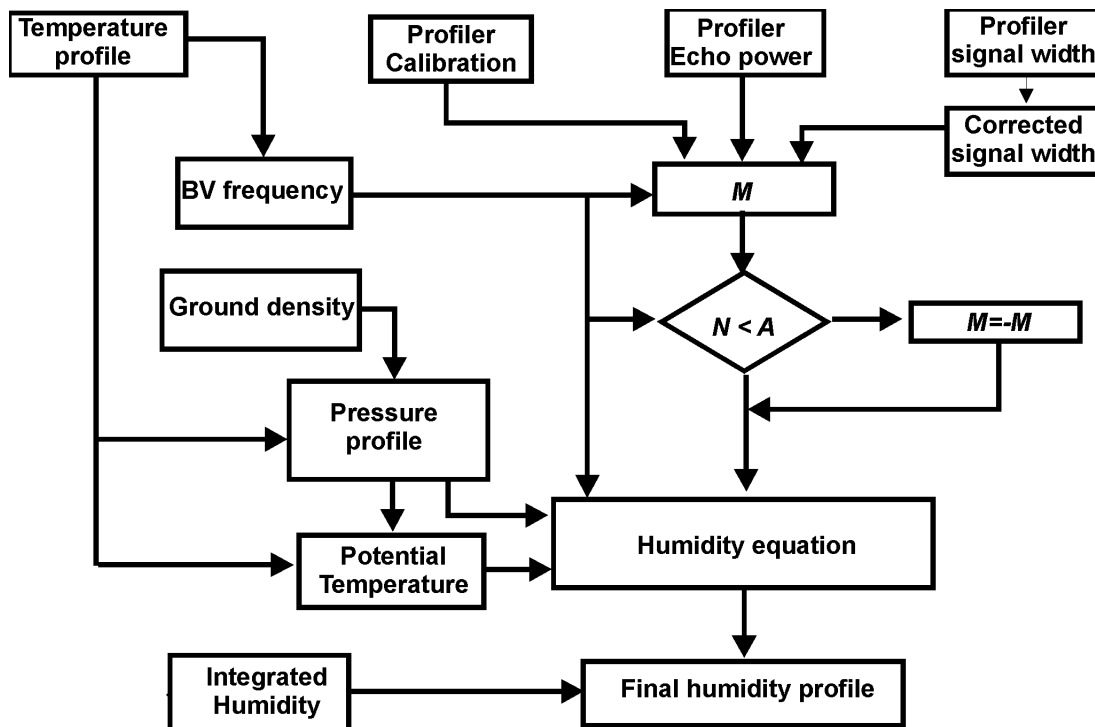 Temperature
profile
Profiler
Calibration
Profiler
Echo power
Profiler
signal width
Corrected
signal width
BV frequency
M
Ground density
N < A
M=-M
Pressure
profile
Potential
Temperature
Humidity equation
Integrated
Humidity
Final humidity profile